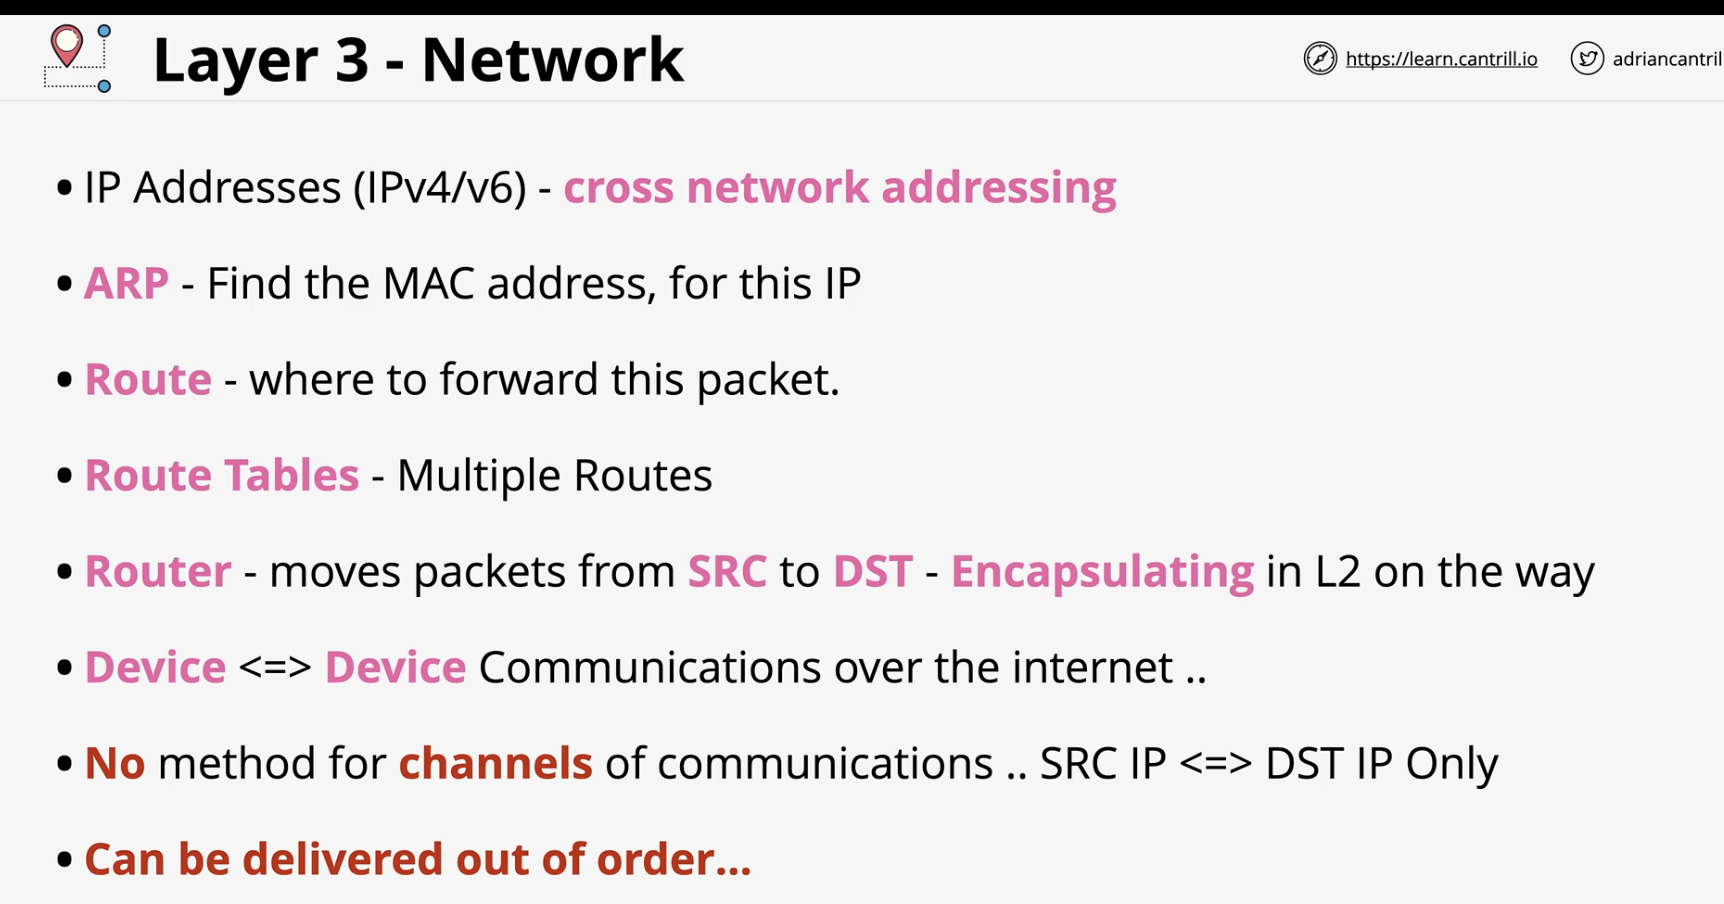 Layer 3 - Network
https://learn.cantrill.io
adriancantril
• IP Addresses (IPv4/v6) - cross network addressing
• ARP - Find the MAC address, for this IP
• Route - where to forward this packet.
• Route Tables - Multiple Routes
• Router - moves packets from SRC to DST - Encapsulating in L2 on the way
• Device <=> Device Communications over the internet ..
• No method for channels of communications .. SRC IP <=> DST IP Only
• Can be delivered out of order...